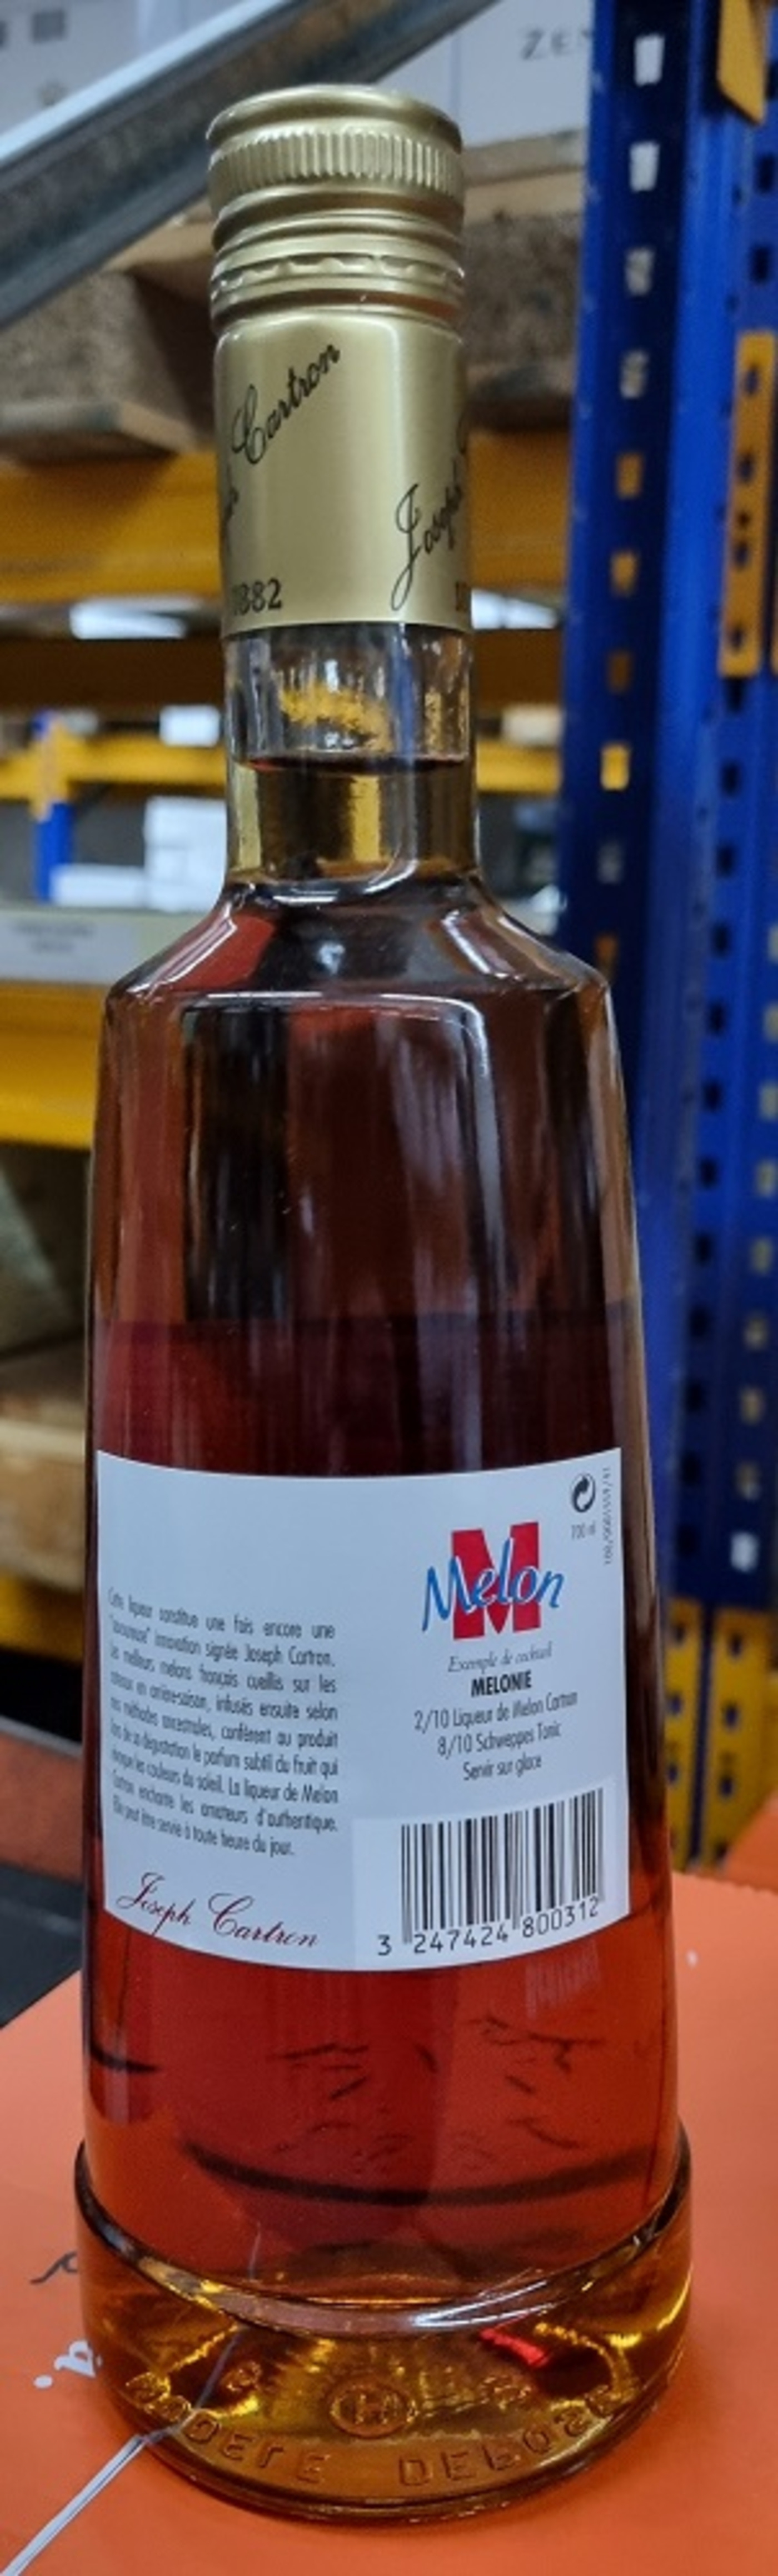 ZEN
Cartron
Joseph
1882
Cette liqueur constitue une fois encore une
"savoureuse" innovation signée Joseph Cartron.
Les meilleurs melons français cueillis sur les
coteaux en arrière-saison, infusés ensuite selon
nos méthodes ancestrales, confèrent au produit
lors de sa dégustation le parfum subtil du fruit qui
évoque les couleurs du soleil. La liqueur de Melon
Cartron enchante les amateurs d'authentique.
Elle peut être servie à toute heure du jour.
Joseph Cartron
700 ml
M
Melon
Exemple de cocktail
MELONIE
2/10 Liqueur de Melon Cartron
8/10 Schweppes Tonic
Servir sur glace
3 247424 800312
H
MODELE DEPOSE